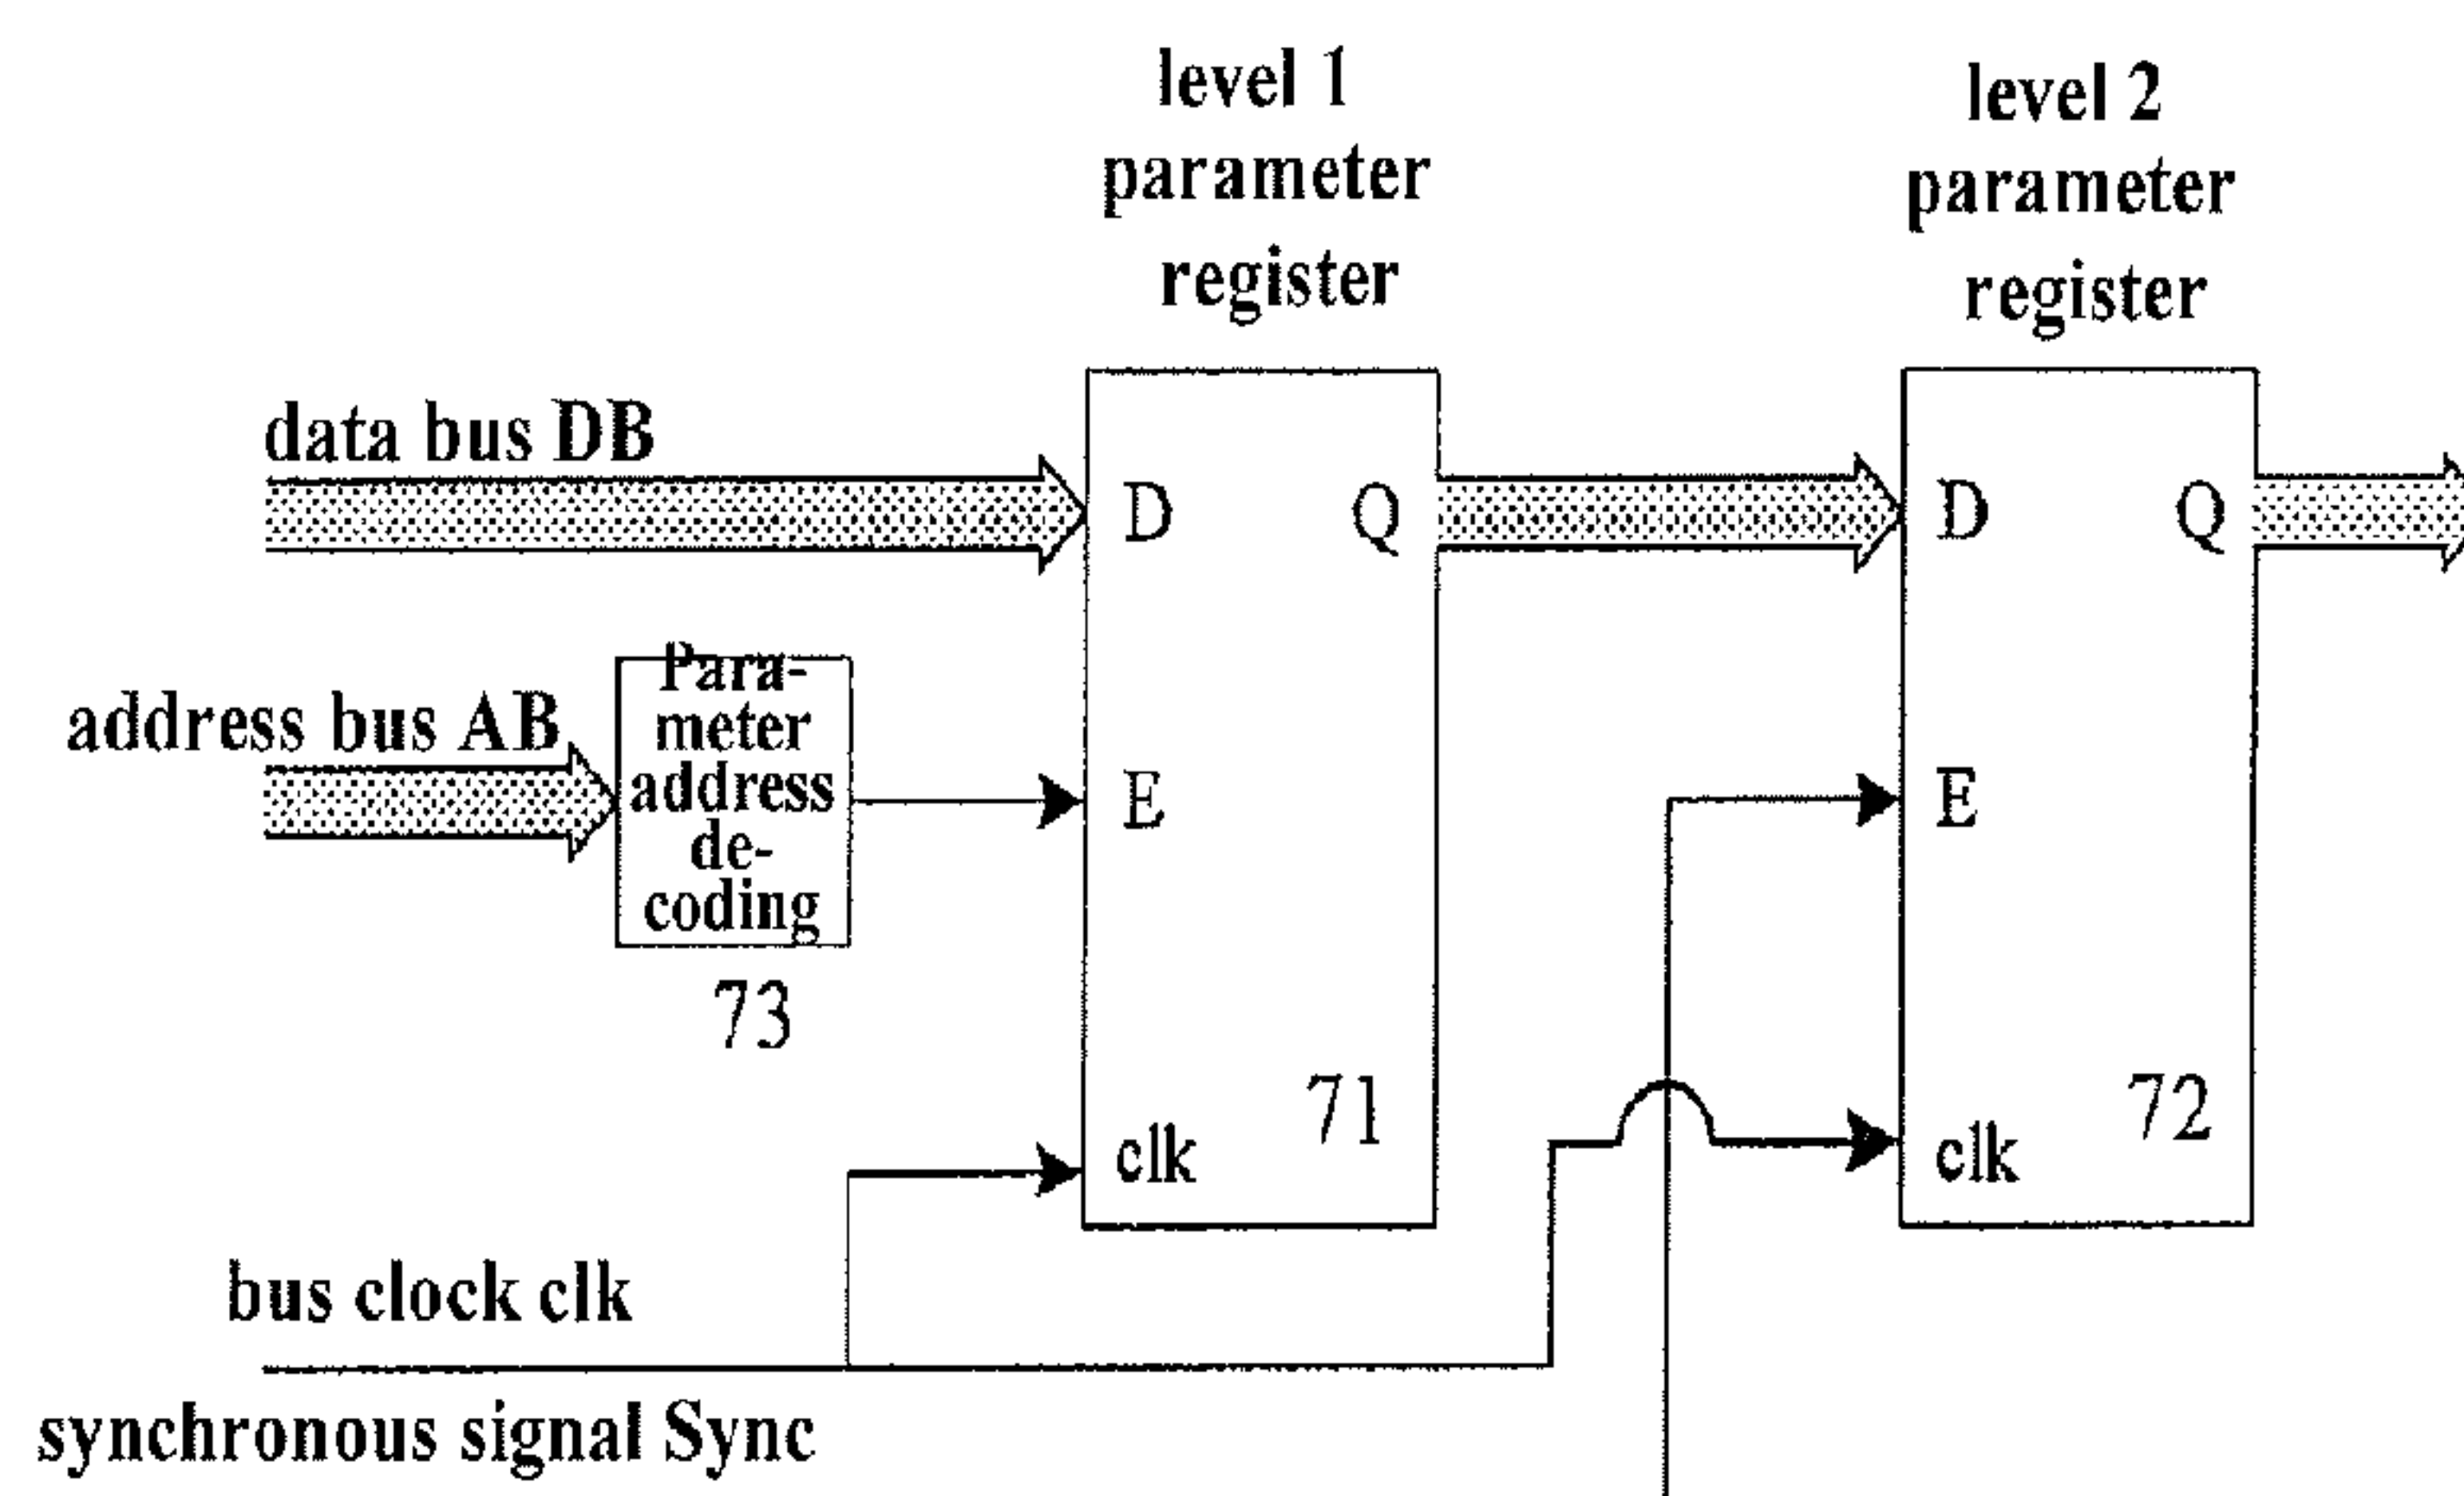 level 1
parameter
register
level 2
parameter
register
data bus DB
D
Q
D
Q
address bus AB
Para-
meter
address
de-
coding
73
E
E
clk
71
clk
72
bus clock clk
synchronous signal Sync